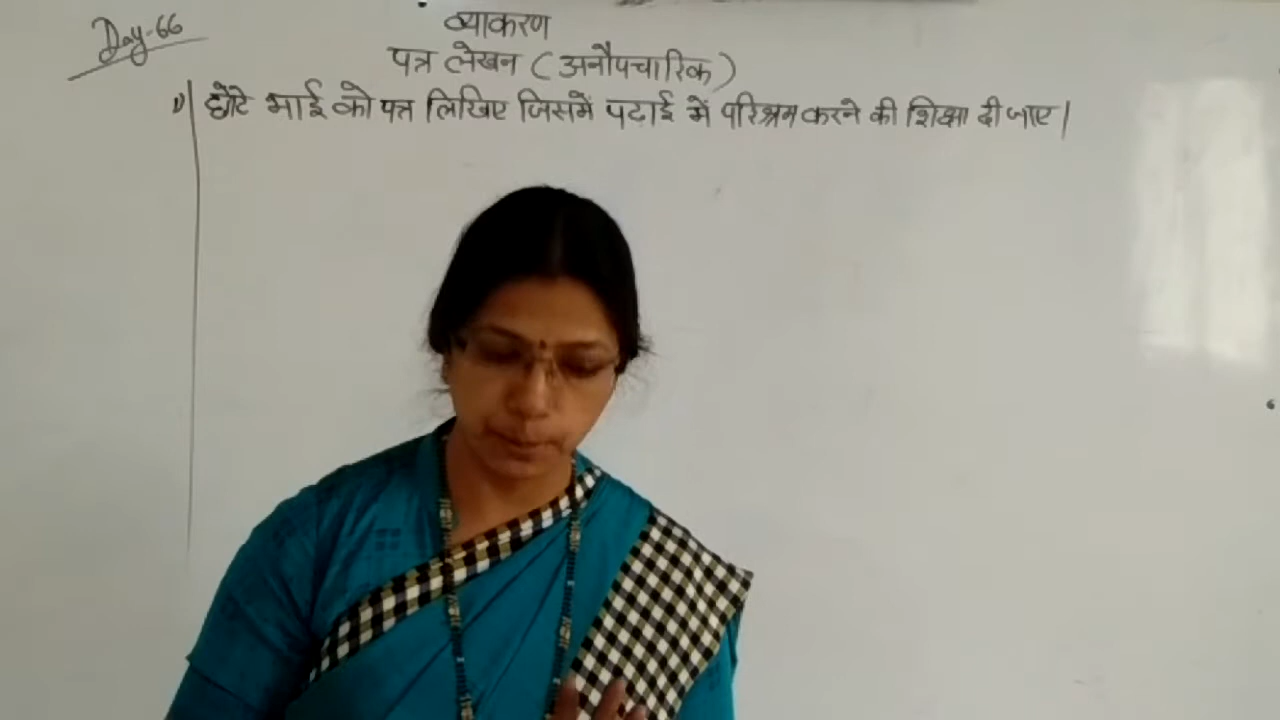 Day-66
व्याकरण
पत्र लेखन (अनौपचारिक)
1) छोटे भाई को पत्र लिखिए जिसमें पढाई में परिश्रम करने की शिक्षा दी जाए |